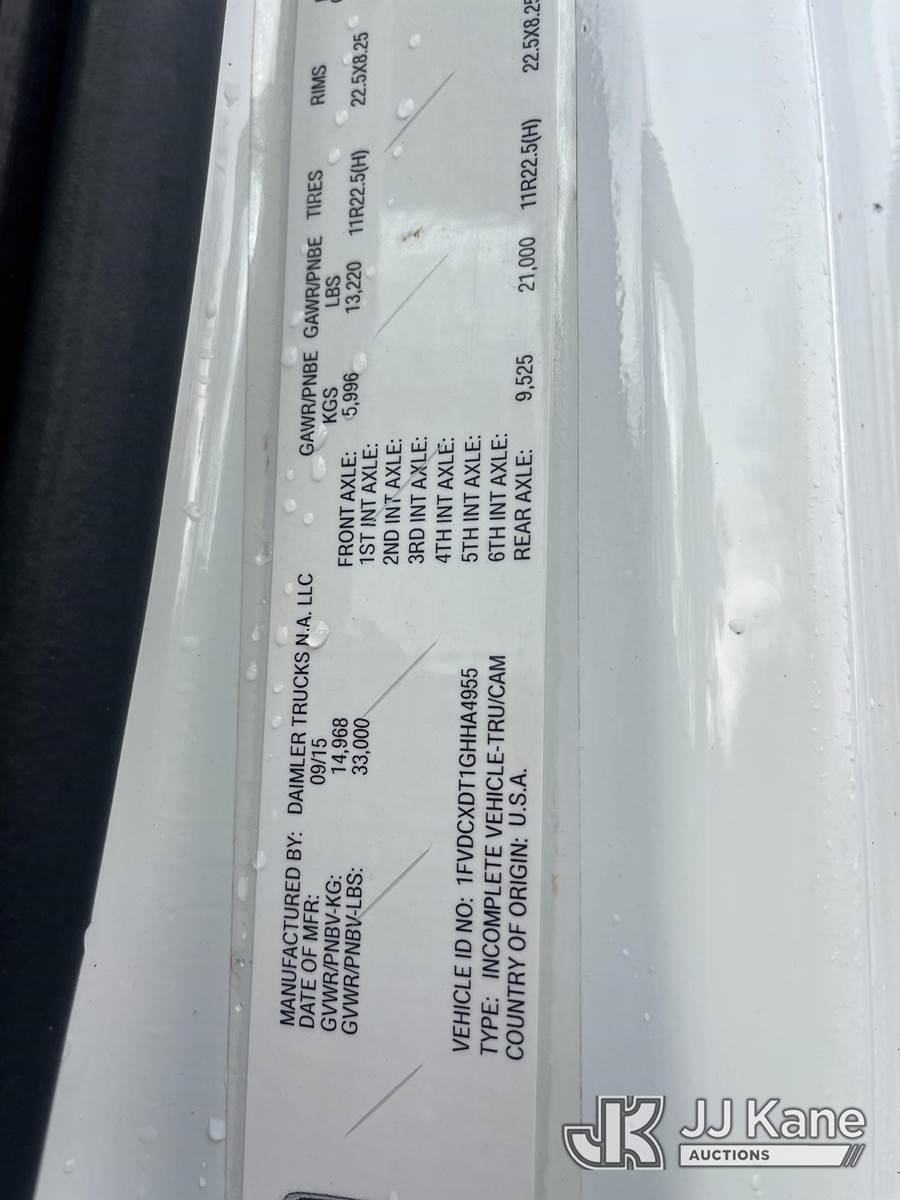 MANUFACTURED BY: DAIMLER TRUCKS N.A. LLC
DATE OF MFR: 09/15
GVWR/PNBV-KG: 14,968
GVWR/PNBV-LBS: 33,000
VEHICLE ID NO: 1FVDCXDT1GHHA4955
TYPE: INCOMPLETE VEHICLE-TRU/CAM
COUNTRY OF ORIGIN: U.S.A.
GAWR/PNBE GAWR/PNBE TIRES RIMS
KGS LBS
FRONT AXLE: 5,996 13,220 11R22.5(H) 22.5X8.25
1ST INT AXLE:
2ND INT AXLE:
3RD INT AXLE:
4TH INT AXLE:
5TH INT AXLE:
6TH INT AXLE:
REAR AXLE: 9,525 21,000 11R22.5(H) 22.5X8.25
JK JJ Kane
AUCTIONS